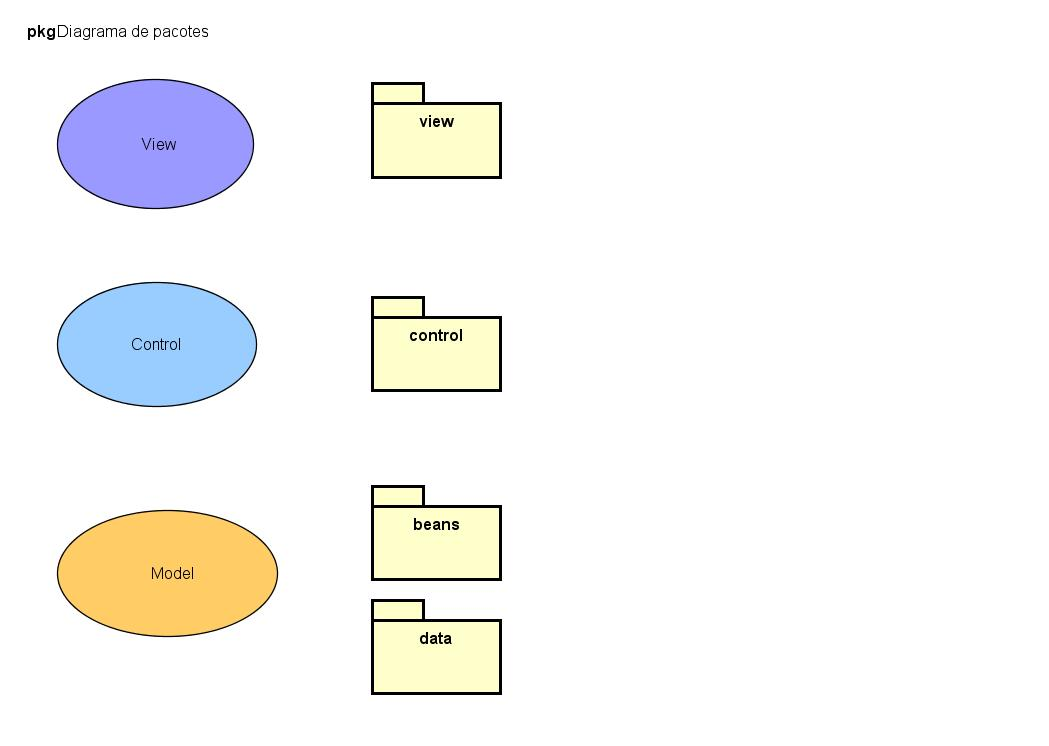 pkgDiagrama de pacotes
View
view
Control
control
Model
beans
data